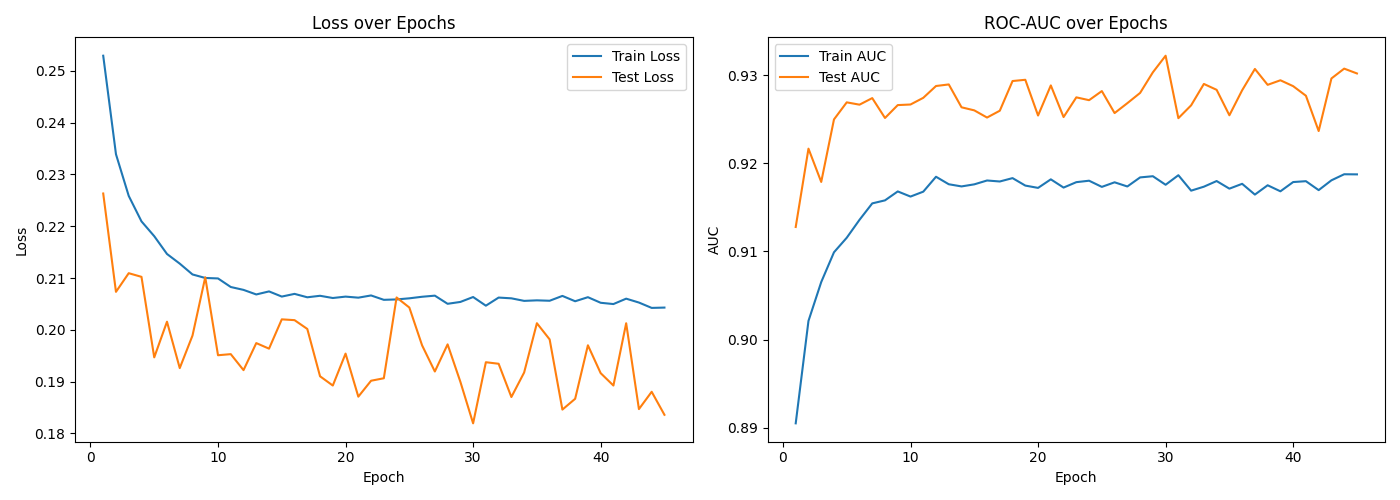 Loss over Epochs
Train Loss
Test Loss
0.25
0.24
0.23
0.22
0.21
0.20
0.19
0.18
Loss
0
10
20
30
40
Epoch
ROC-AUC over Epochs
Train AUC
Test AUC
0.93
0.92
0.91
0.90
0.89
AUC
0
10
20
30
40
Epoch